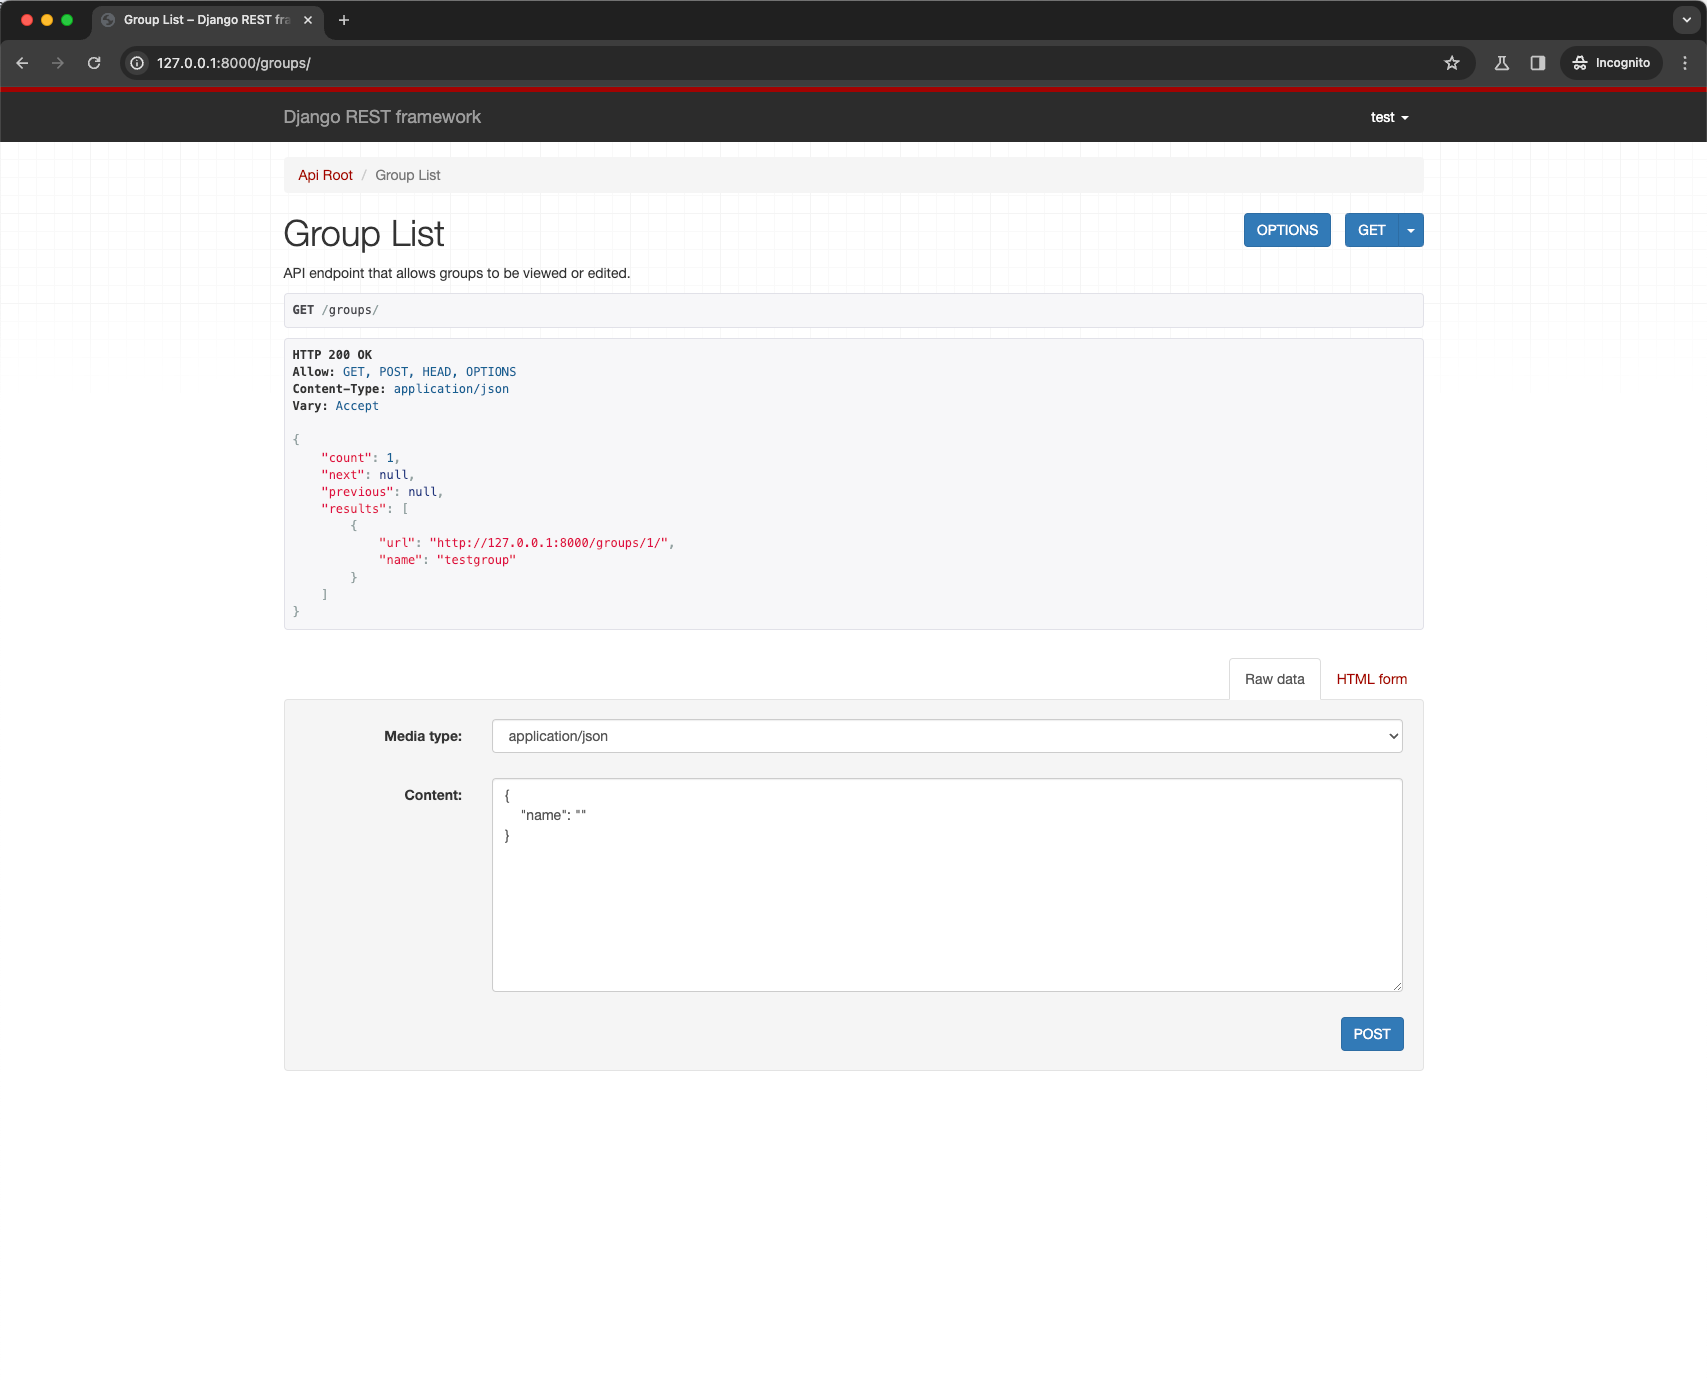 Group List – Django REST fra
127.0.0.1:8000/groups/
Incognito
Django REST framework
test
Api Root / Group List
Group List
OPTIONS
GET
API endpoint that allows groups to be viewed or edited.
GET /groups/
HTTP 200 OK
Allow: GET, POST, HEAD, OPTIONS
Content-Type: application/json
Vary: Accept
{
    "count": 1,
    "next": null,
    "previous": null,
    "results": [
        {
            "url": "http://127.0.0.1:8000/groups/1/",
            "name": "testgroup"
        }
    ]
}
Raw data
HTML form
Media type:
application/json
Content:
{
    "name": ""
}
POST